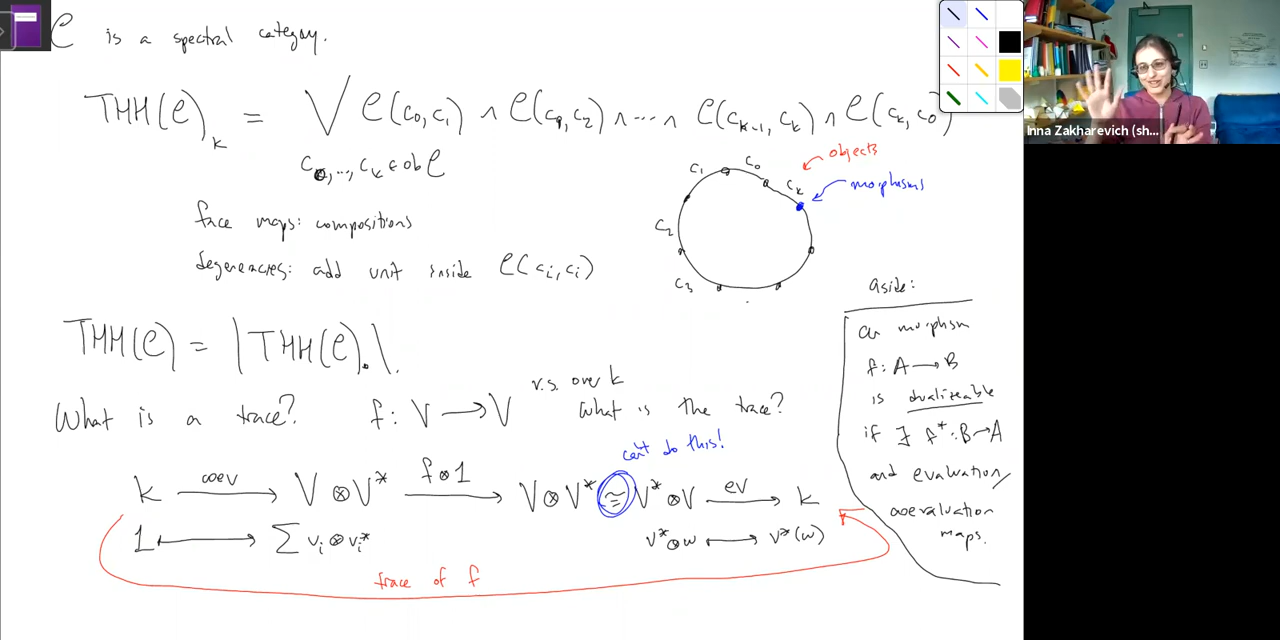 C is a spectral category.
THH(C)_k = ⋁ C(c₀,c₁) ∧ C(c₁,c₂) ∧ ⋯ ∧ C(c_{k-1},c_k) ∧ C(c_k,c₀)
c₀,…,c_k ∈ ob C
objects
morphisms
c₁ c₀ c_k
c₂
c₃
face maps: compositions
degeneracies: add unit inside C(c_i,c_i)
THH(C) = |THH(C).|.
What is a trace? f: V → V v.s. over k What is the trace?
can't do this!
k —coev→ V ⊗ V* —f⊗1→ V ⊗ V* ≅ V* ⊗ V —ev→ k
1 ↦ Σ v_i ⊗ v_i* v*⊗w ↦ v*(w)
trace of f
aside:
a morphism
f: A → B
is dualizeable
if ∃ f*: B → A
and evaluation/
coevaluation
maps.
Inna Zakharevich (sh...